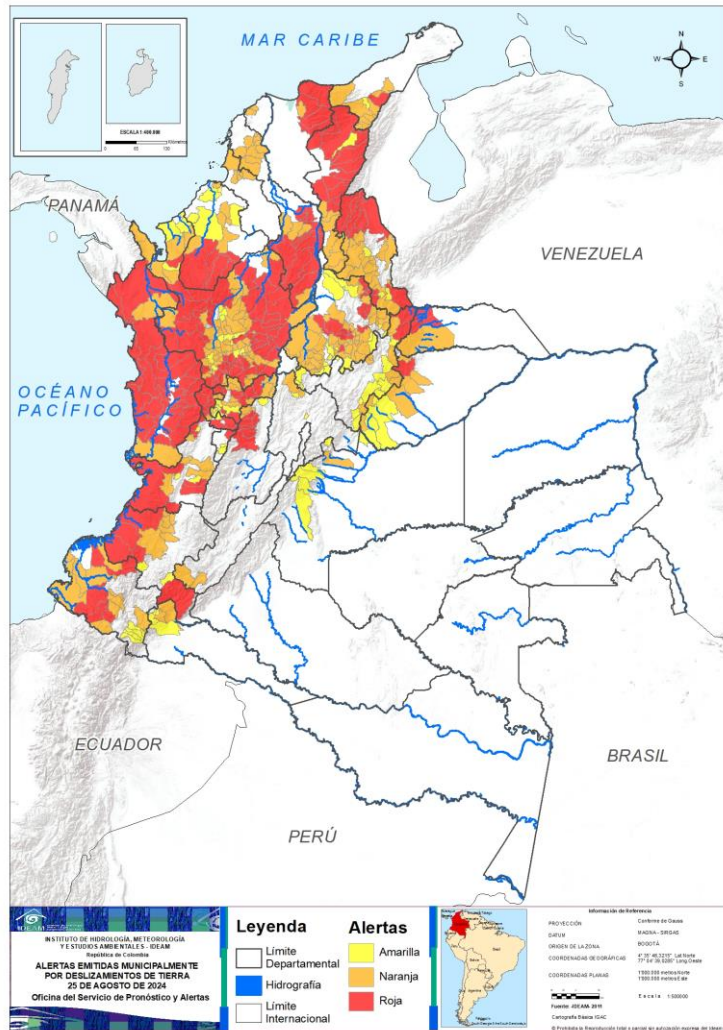 MAR CARIBE
N
W E
S
ESCALA 1:400.000
PANAMÁ
VENEZUELA
OCÉANO
PACÍFICO
ECUADOR
BRASIL
PERÚ
IDEAM
INSTITUTO DE HIDROLOGÍA, METEOROLOGÍA
Y ESTUDIOS AMBIENTALES - IDEAM
República de Colombia
ALERTAS EMITIDAS MUNICIPALMENTE
POR DESLIZAMIENTOS DE TIERRA
25 DE AGOSTO DE 2024
Oficina del Servicio de Pronóstico y Alertas
Leyenda
Límite
Departamental
Hidrografía
Límite
Internacional
Alertas
Amarilla
Naranja
Roja
Información de Referencia
PROYECCIÓN Conforme de Gauss
DATUM MAGNA - SIRGAS
ORIGEN DE LA ZONA BOGOTÁ
COORDENADAS GEOGRÁFICAS
COORDENADAS PLANAS
Escala
Fuente: IDEAM
Cartografía Básica IGAC